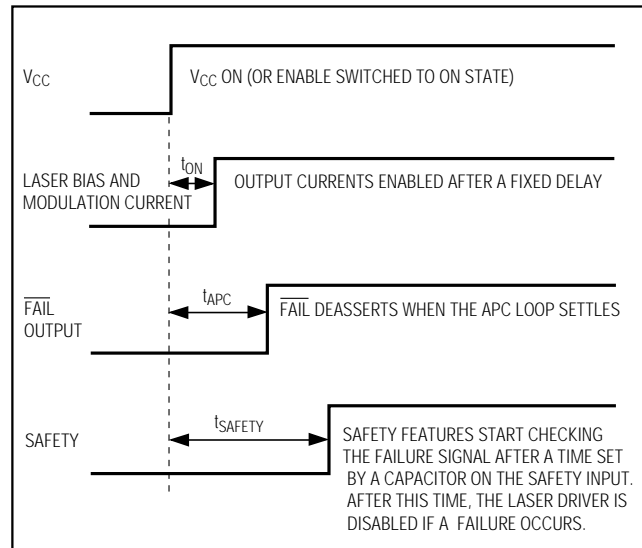 VCC
VCC ON (OR ENABLE SWITCHED TO ON STATE)
tON
LASER BIAS AND
MODULATION CURRENT
OUTPUT CURRENTS ENABLED AFTER A FIXED DELAY
tAPC
FAIL
OUTPUT
FAIL DEASSERTS WHEN THE APC LOOP SETTLES
tSAFETY
SAFETY
SAFETY FEATURES START CHECKING
THE FAILURE SIGNAL AFTER A TIME SET
BY A CAPACITOR ON THE SAFETY INPUT.
AFTER THIS TIME, THE LASER DRIVER IS
DISABLED IF A FAILURE OCCURS.